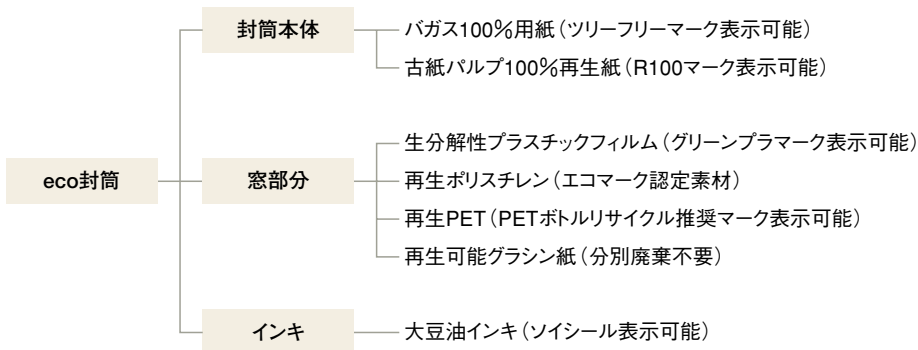 封筒本体
バガス100％用紙（ツリーフリーマーク表示可能）
古紙パルプ100％再生紙（R100マーク表示可能）
eco封筒
窓部分
生分解性プラスチックフィルム（グリーンプラマーク表示可能）
再生ポリスチレン（エコマーク認定素材）
再生PET（PETボトルリサイクル推奨マーク表示可能）
再生可能グラシン紙（分別廃棄不要）
インキ
大豆油インキ（ソイシール表示可能）